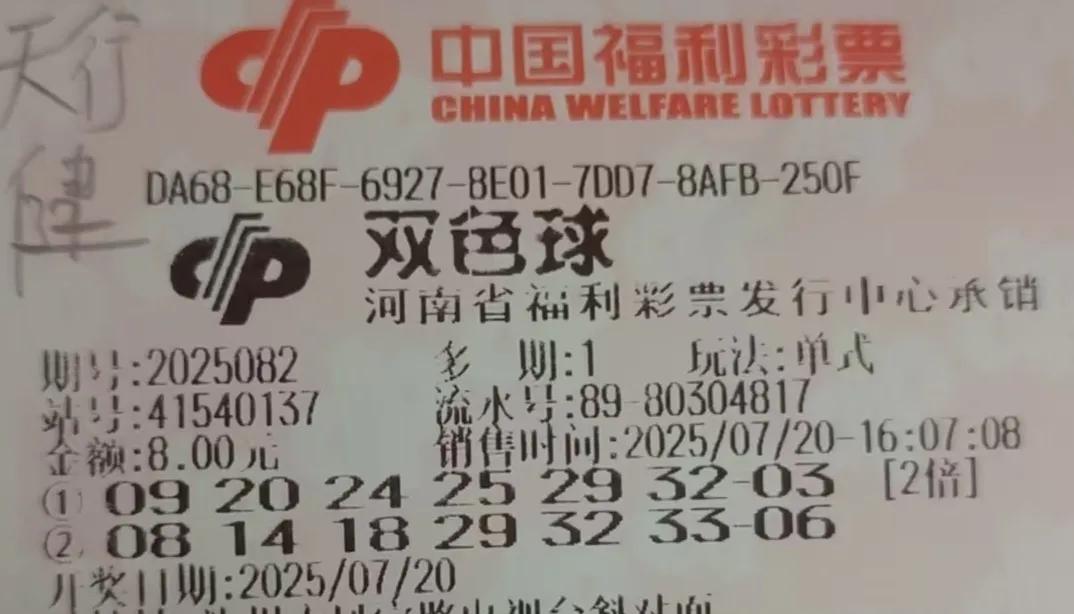 天行
健
中国福利彩票
CHINA WELFARE LOTTERY
DA68-E68F-6927-8E01-7DD7-8AFB-250F
双色球
河南省福利彩票发行中心承销
期号:2025082 多期:1 玩法:单式
站号:41540137 流水号:89-80304817
金额:8.00元 销售时间:2025/07/20-16:07:08
① 09 20 24 25 29 32-03 [2倍]
② 08 14 18 29 32 33-06
开奖日期:2025/07/20